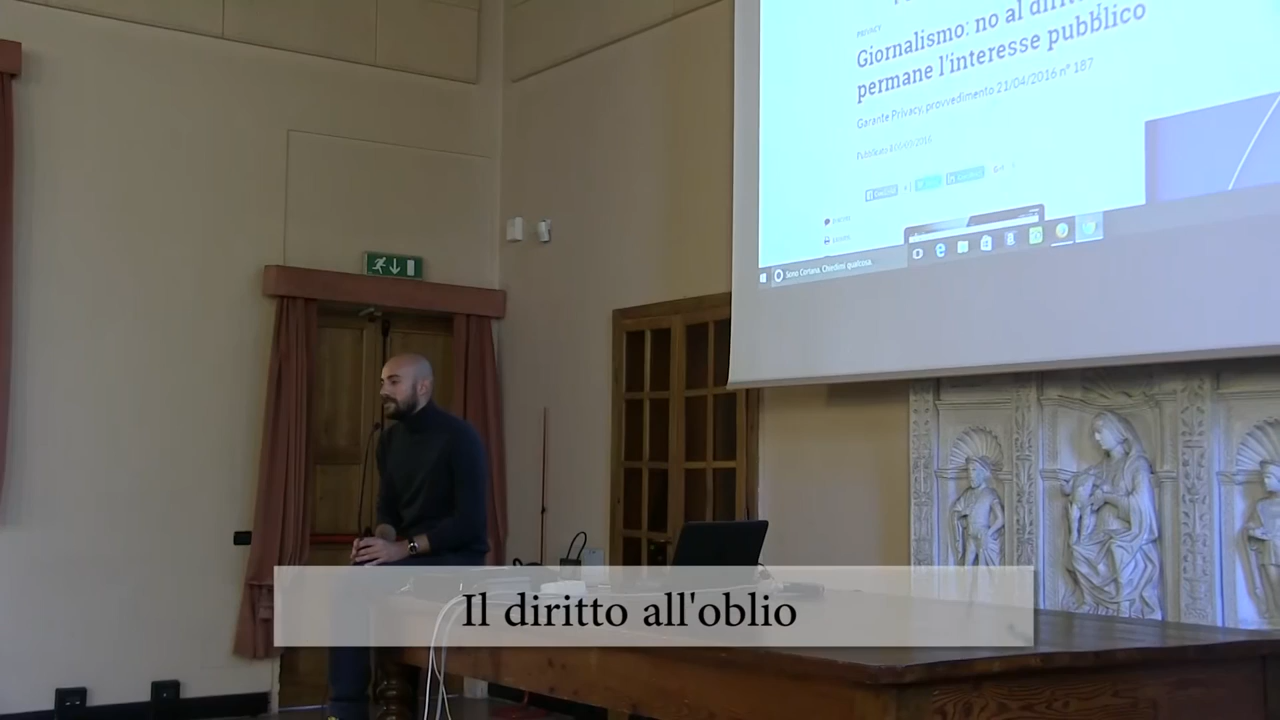 PRIVACY
Giornalismo: no al diritto
permane l'interesse pubblico
Garante Privacy, provvedimento 21/04/2016 n° 187
Sono Cortana. Chiedimi qualcosa.
Il diritto all'oblio